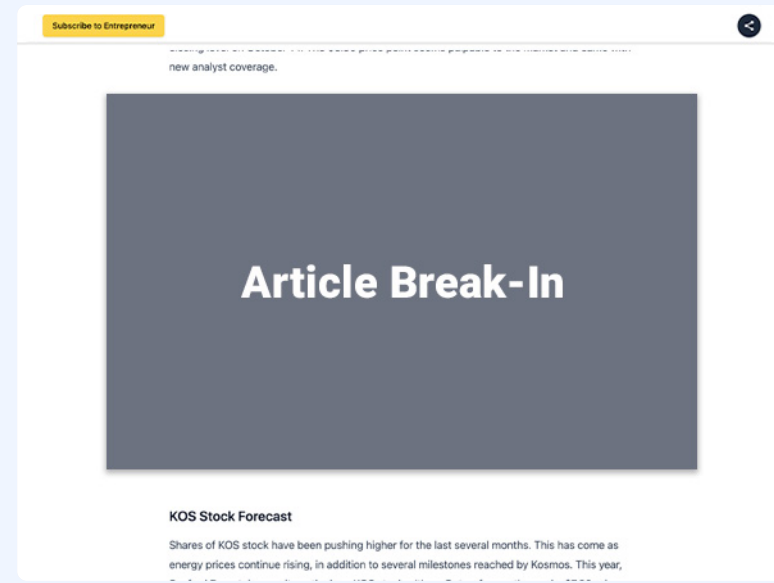 Subscribe to Entrepreneur
new analyst coverage.
Article Break-In
KOS Stock Forecast
Shares of KOS stock have been pushing higher for the last several months. This has come as
energy prices continue rising, in addition to several milestones reached by Kosmos. This year,